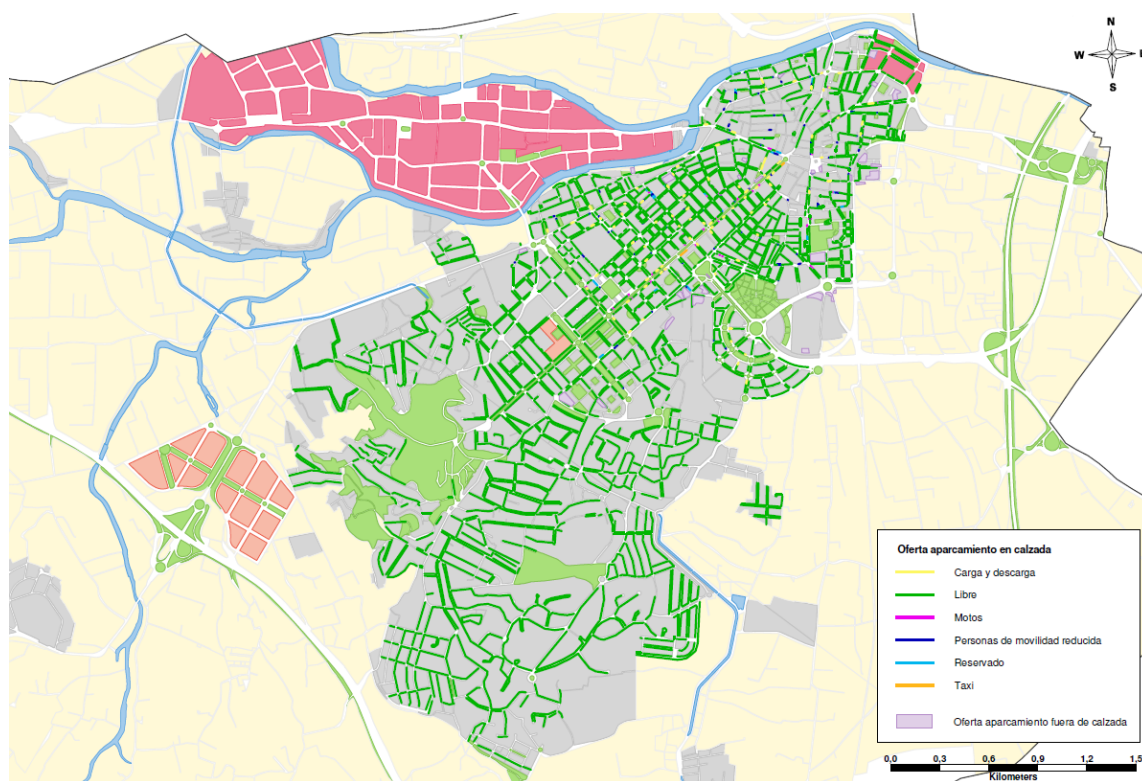 N
W
S
Oferta aparcamiento en calzada
Carga y descarga
Libre
Motos
Personas de movilidad reducida
Reservado
Taxi
Oferta aparcamiento fuera de calzada
0,0 0,3 0,6 0,9 1,2 1,5
Kilometers